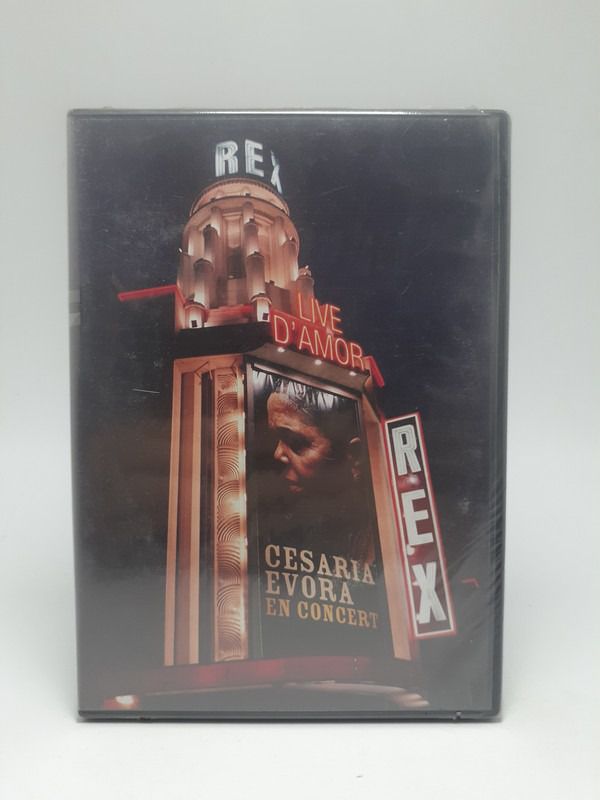 REX
LIVE
D'AMOR
REX
CESARIA
EVORA
EN CONCERT